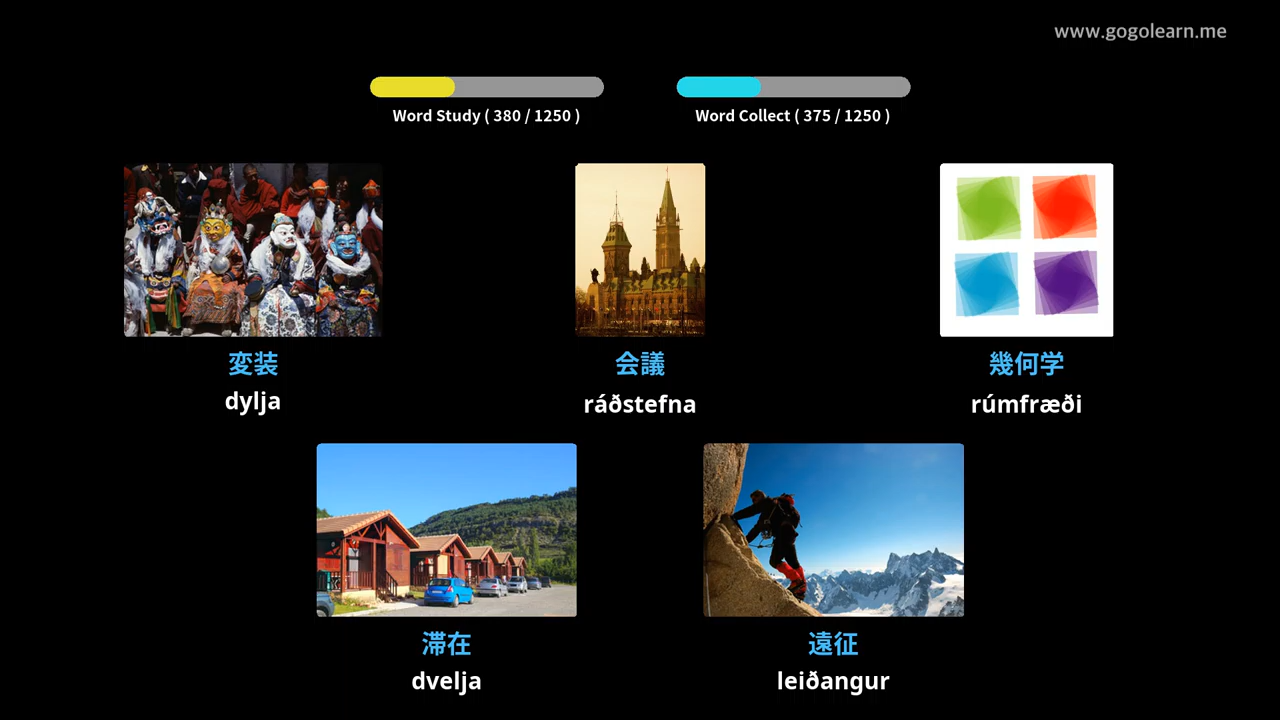 www.gogolearn.me
Word Study ( 380 / 1250 )
Word Collect ( 375 / 1250 )
変装
dylja
会議
ráðstefna
幾何学
rúmfræði
滞在
dvelja
遠征
leiðangur